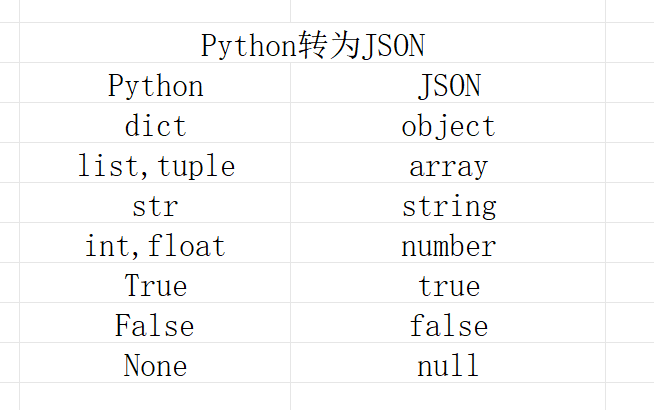 Python转为JSON
Python JSON
dict object
list,tuple array
str string
int,float number
True true
False false
None null